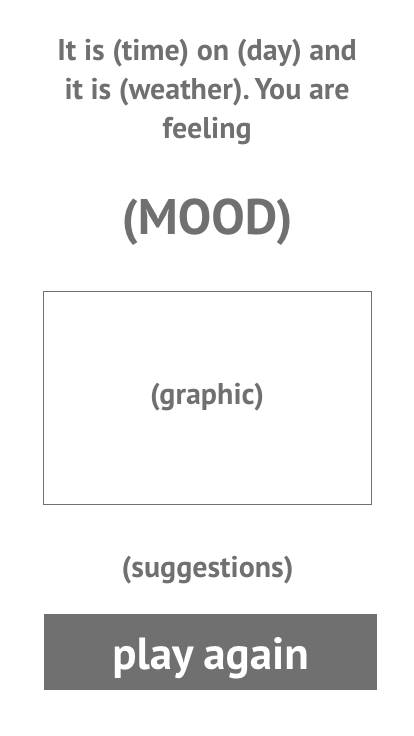 It is (time) on (day) and
it is (weather). You are
feeling
(MOOD)
(graphic)
(suggestions)
play again